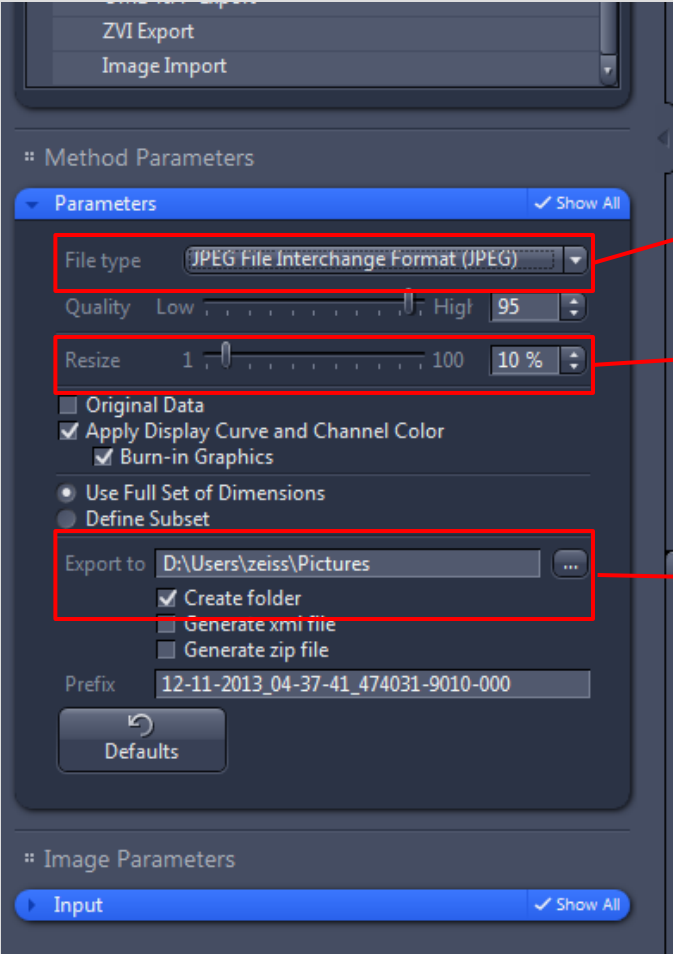 ZVI Export
Image Import
Method Parameters
Parameters Show All
File type JPEG File Interchange Format (JPEG)
Quality Low High 95
Resize 1 100 10 %
Original Data
Apply Display Curve and Channel Color
Burn-in Graphics
Use Full Set of Dimensions
Define Subset
Export to D:\Users\zeiss\Pictures ...
Create folder
Generate xml file
Generate zip file
Prefix 12-11-2013_04-37-41_474031-9010-000
Defaults
Image Parameters
Input Show All